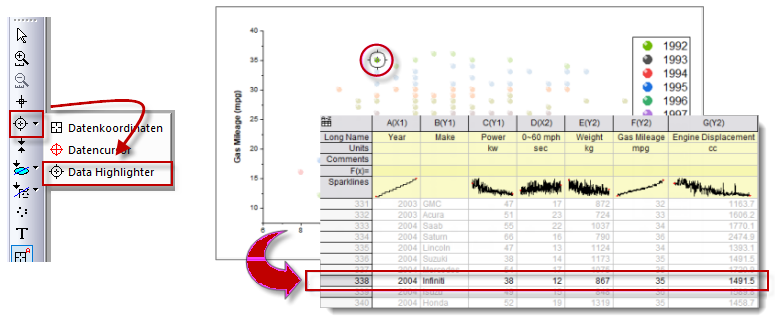 Datenkoordinaten
Datencursor
Data Highlighter
T
Gas Mileage (mpg)
40
35
30
25
20
15
10
6
8
1992
1993
1994
1995
1996
1997
A(X1) B(Y1) C(Y1) D(X2) E(Y2) F(Y2) G(Y2)
Long Name Year Make Power 0~60 mph Weight Gas Mileage Engine Displacement
Units kw sec kg mpg cc
Comments
F(x)=
Sparklines
331 2003 GMC 47 17 872 32 1163.7
332 2003 Acura 51 23 724 33 1606.2
333 2004 Saab 55 22 1037 34 1770.1
334 2004 Saturn 66 16 790 36 2474.9
335 2004 Lincoln 47 13 1124 34 1393.1
336 2004 Suzuki 38 14 1173 35 1491.5
338 2004 Infiniti 38 12 867 35 1491.5
340 2004 Honda 52 19 1319 35 1458.7